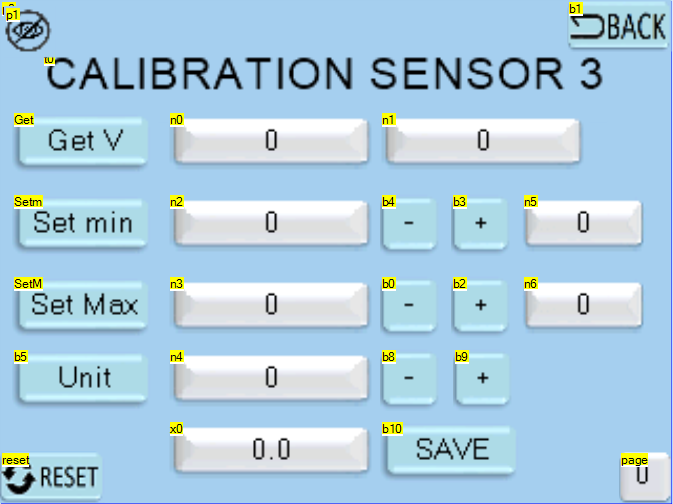 p1
b1
BACK
t0
CALIBRATION SENSOR 3
Get n0 n1
Get V 0 0
Setm n2 b4 b3 n5
Set min 0 - + 0
SetM n3 b0 b2 n6
Set Max 0 - + 0
b5 n4 b8 b9
Unit 0 - +
x0 b10
0.0 SAVE
reset page
RESET 0